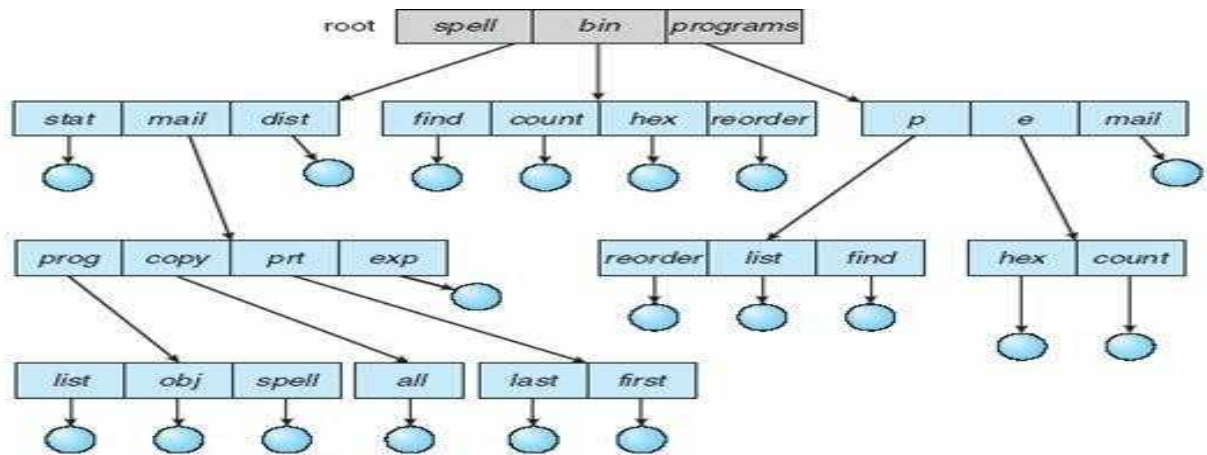 root spell bin programs
stat mail dist find count hex reorder p e mail
prog copy prt exp reorder list find hex count
list obj spell all last first